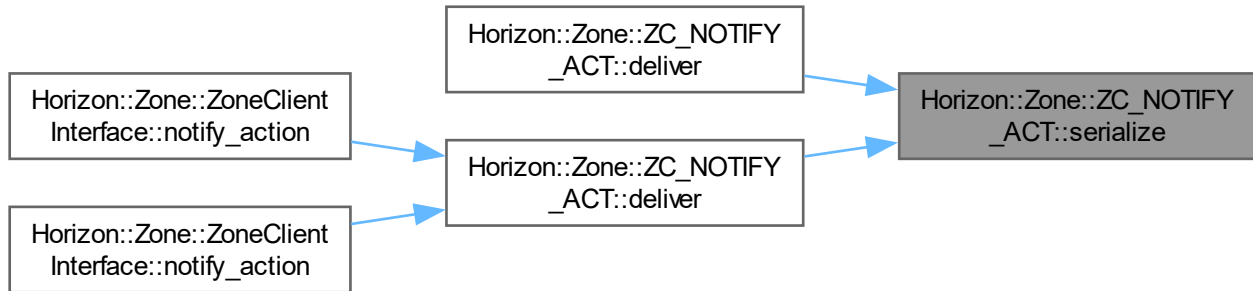 Horizon::Zone::ZC_NOTIFY
_ACT::deliver
Horizon::Zone::ZoneClient
Interface::notify_action
Horizon::Zone::ZC_NOTIFY
_ACT::serialize
Horizon::Zone::ZC_NOTIFY
_ACT::deliver
Horizon::Zone::ZoneClient
Interface::notify_action